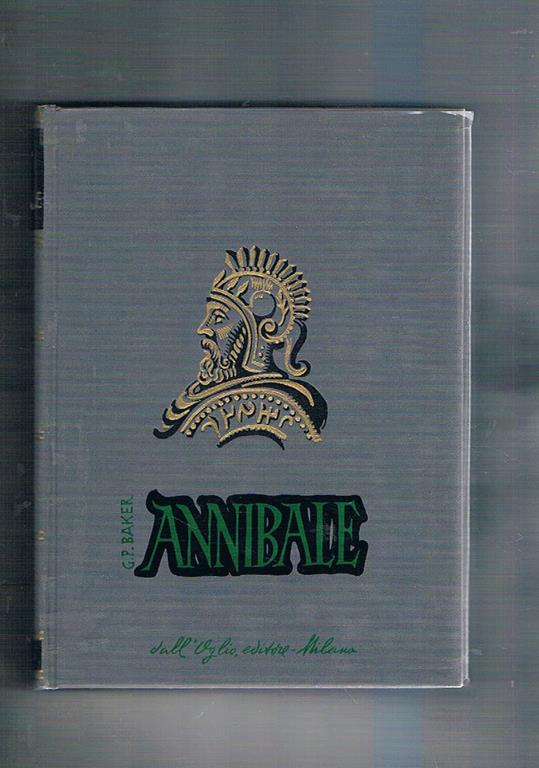 G.P. BAKER
ANNIBALE
dall'Oglio, editore - Milano